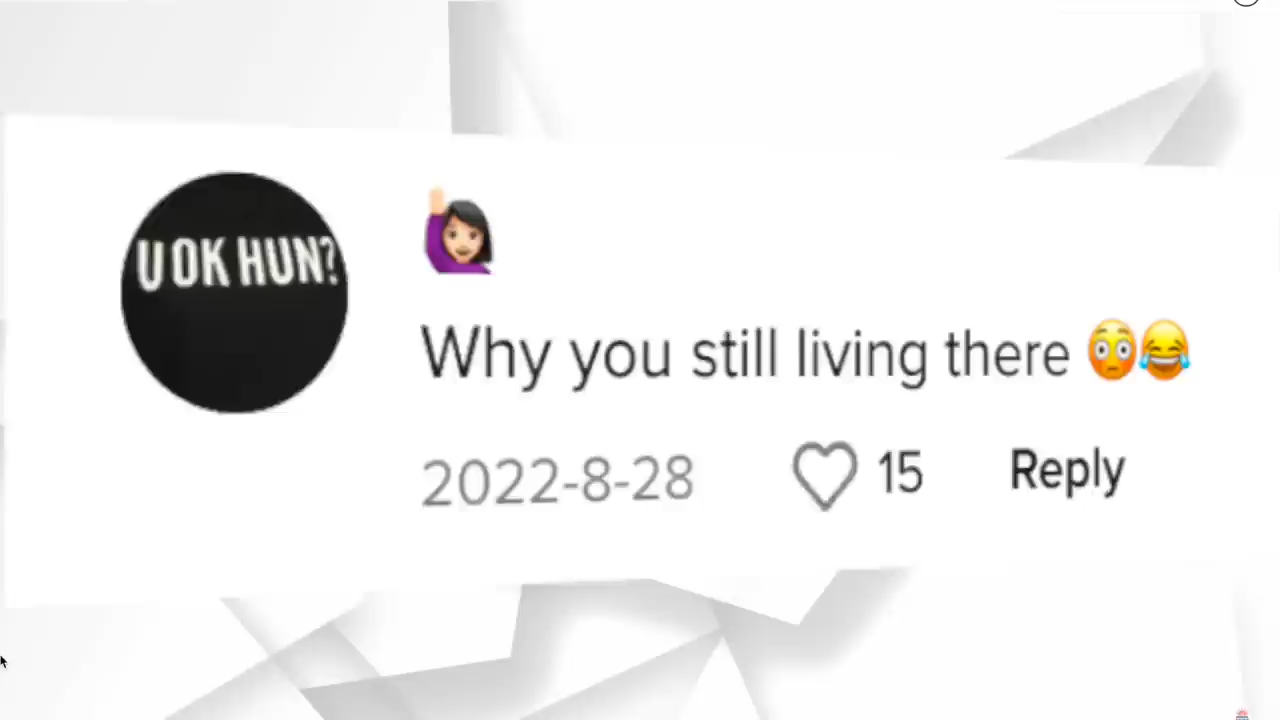 U OK HUN?
🙋🏻‍♀️
Why you still living there 😳😂
2022-8-28
15
Reply